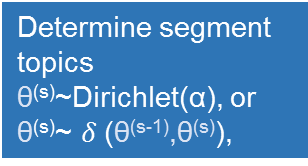 Determine segment
topics
θ⁽ˢ⁾~Dirichlet(α), or
θ⁽ˢ⁾~ δ (θ⁽ˢ⁻¹⁾,θ⁽ˢ⁾),